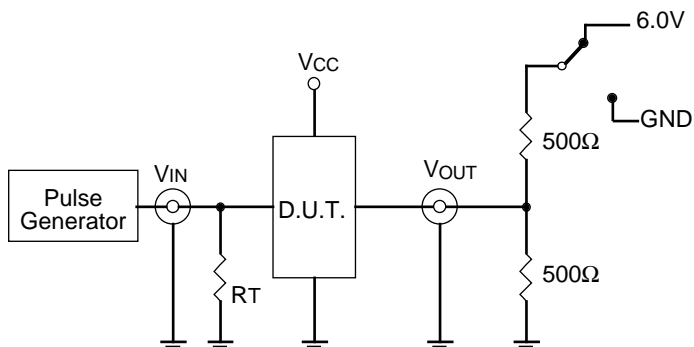 6.0V
VCC
GND
500Ω
VIN
VOUT
Pulse
Generator
D.U.T.
RT
500Ω